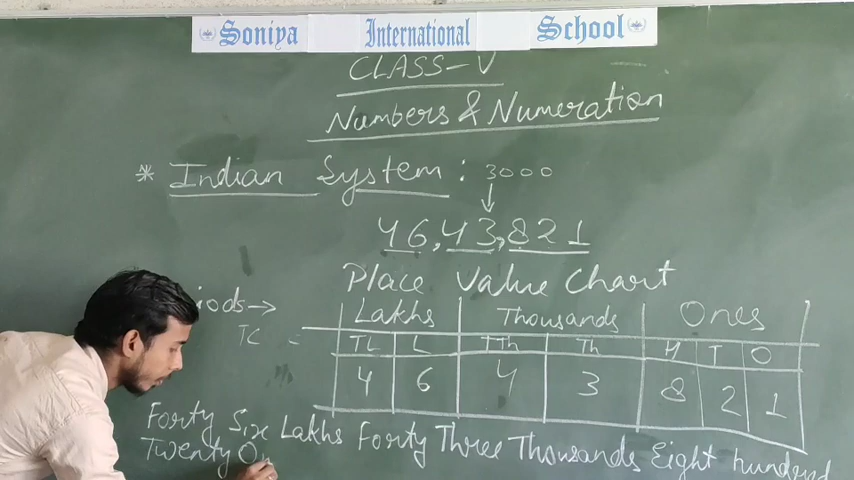 Soniya International School
CLASS-V
Numbers & Numeration
* Indian System : 3000
46,43,821
Place Value Chart
iods→ Lakhs Thousands Ones
TC = TL L TTh Th H T O
4 6 4 3 8 2 1
Forty Six Lakhs Forty Three Thousands Eight hundred
Twenty On